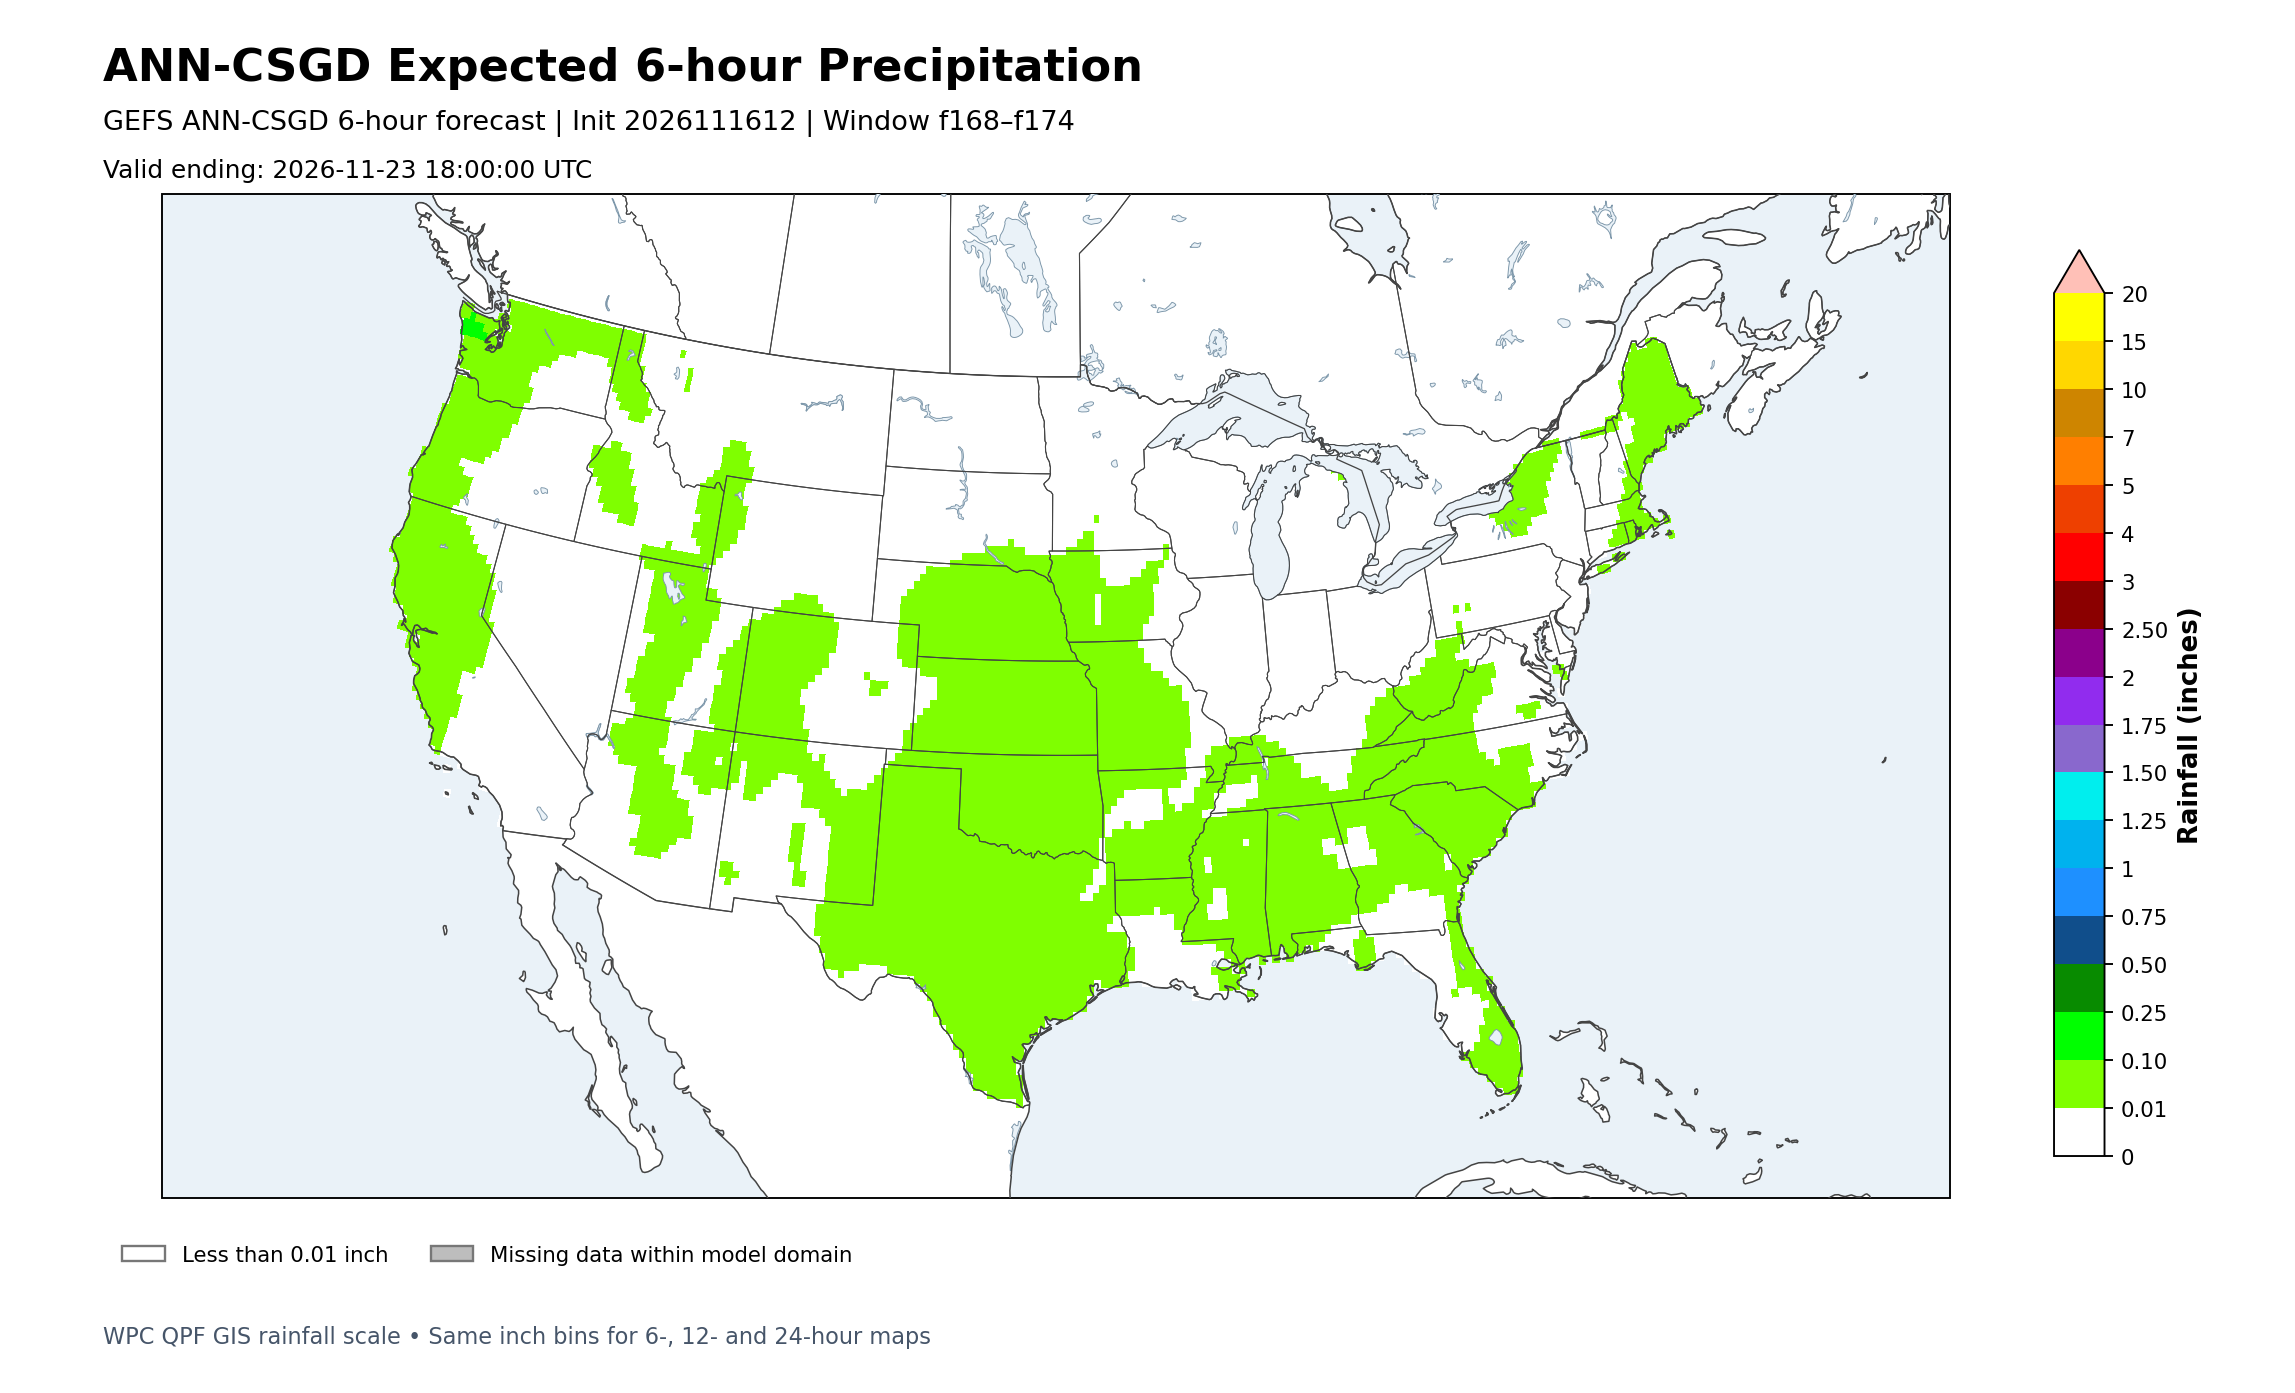 ANN-CSGD Expected 6-hour Precipitation
GEFS ANN-CSGD 6-hour forecast | Init 2026111612 | Window f168–f174
Valid ending: 2026-11-23 18:00:00 UTC
20
15
10
7
5
4
3
2.50
2
1.75
1.50
1.25
1
0.75
0.50
0.25
0.10
0.01
0
Rainfall (inches)
Less than 0.01 inch
Missing data within model domain
WPC QPF GIS rainfall scale • Same inch bins for 6-, 12- and 24-hour maps